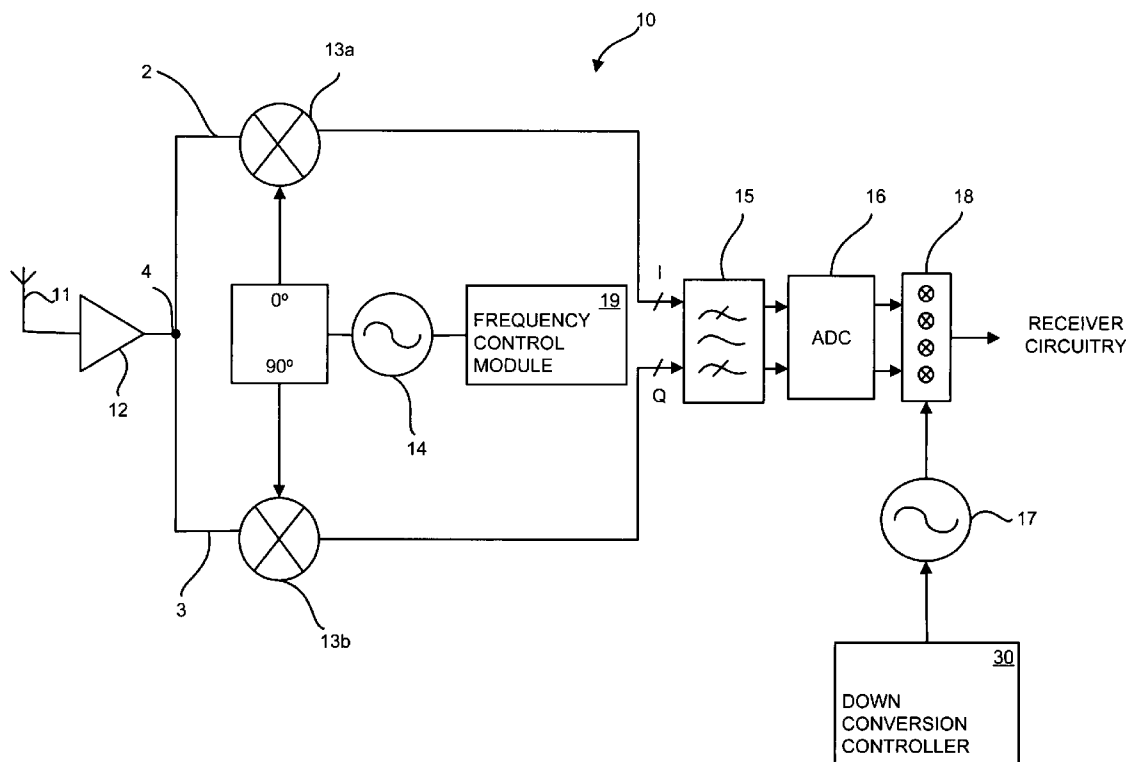 10
13a
2
15
16
18
4
I
11
0º
19
FREQUENCY
CONTROL
MODULE
ADC
RECEIVER
CIRCUITRY
90º
Q
12
14
17
3
13b
30
DOWN
CONVERSION
CONTROLLER